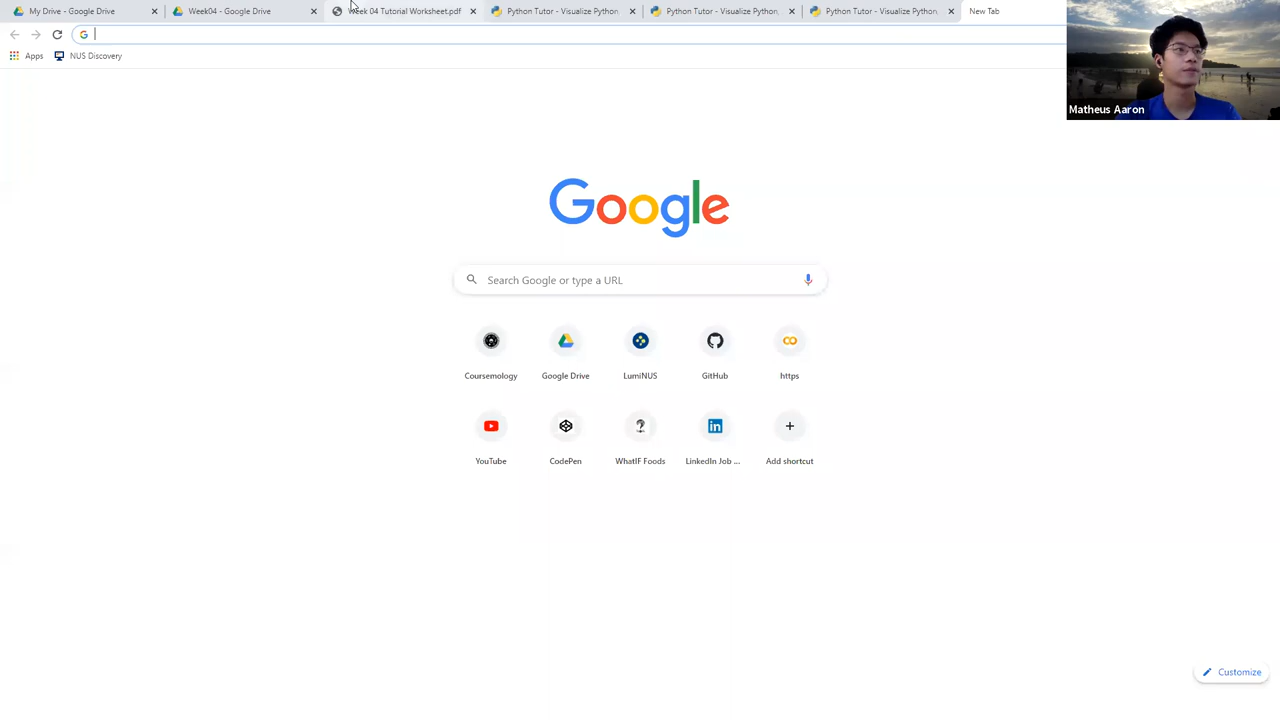 My Drive - Google Drive
Week04 - Google Drive
Week 04 Tutorial Worksheet.pdf
Python Tutor - Visualize Python
Python Tutor - Visualize Python
Python Tutor - Visualize Python
New Tab
Apps
NUS Discovery
Matheus Aaron
Google
Search Google or type a URL
Coursemology
Google Drive
LumiNUS
GitHub
https
YouTube
CodePen
WhatIF Foods
LinkedIn Job ...
Add shortcut
Customize